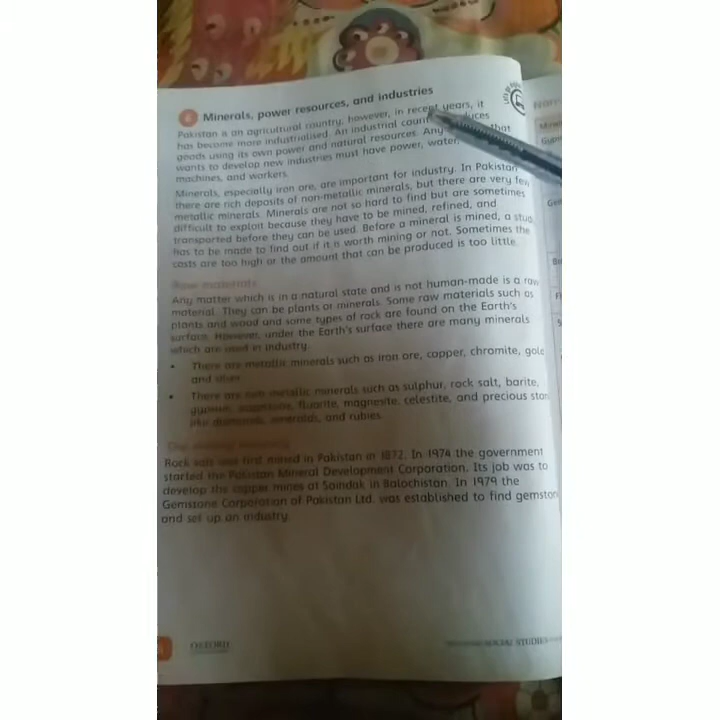 6 Minerals, power resources, and industries
Pakistan is an agricultural country; however, in recent years, it
has become more industrialised. An industrial
goods using its own power and natural resources. Any that
wants to develop new industries must have power, water,
machines, and workers.
Minerals, especially iron ore, are important for industry. In Pakistan
there are rich deposits of non-metallic minerals, but there are very few
metallic minerals. Minerals are not so hard to find but are sometimes
difficult to exploit because they have to be mined, refined, and
transported before they can be used. Before a mineral is mined, a stud
has to be made to find out if it is worth mining or not. Sometimes the
costs are too high or the amount that can be produced is too little.
Raw materials
Any matter which is in a natural state and is not human-made is a raw
material. They can be plants or minerals. Some raw materials such as
plants and wood and some types of rock are found on the Earth's
surface. However, under the Earth's surface there are many minerals
which are used in industry.
• There are metallic minerals such as iron ore, copper, chromite, gold
and silver.
• There are non-metallic minerals such as sulphur, rock salt, barite,
gypsum, fluorite, magnesite, celestite, and precious ston
like diamonds, emeralds, and rubies.
The mining industry
Rock salt was first mined in Pakistan in 1872. In 1974 the government
started the Pakistan Mineral Development Corporation. Its job was to
develop the copper mines at Saindak in Balochistan. In 1979 the
Gemstone Corporation of Pakistan Ltd. was established to find gemston
and set up an industry.
OXFORD
SOCIAL STUDIES